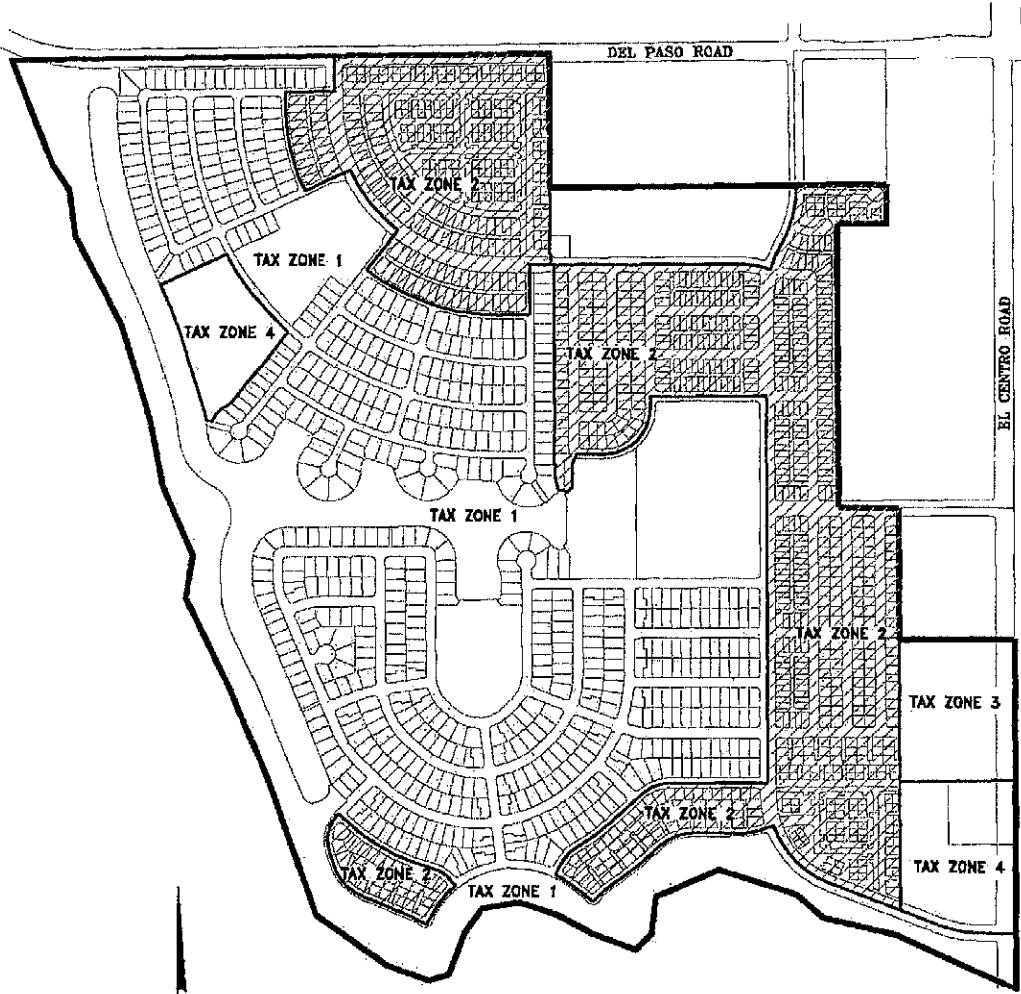 DEL PASO ROAD
TAX ZONE 2
TAX ZONE 1
TAX ZONE 4
TAX ZONE 2
EL CENTRO ROAD
TAX ZONE 1
TAX ZONE 2
TAX ZONE 3
TAX ZONE 2
TAX ZONE 4
TAX ZONE 2
TAX ZONE 1